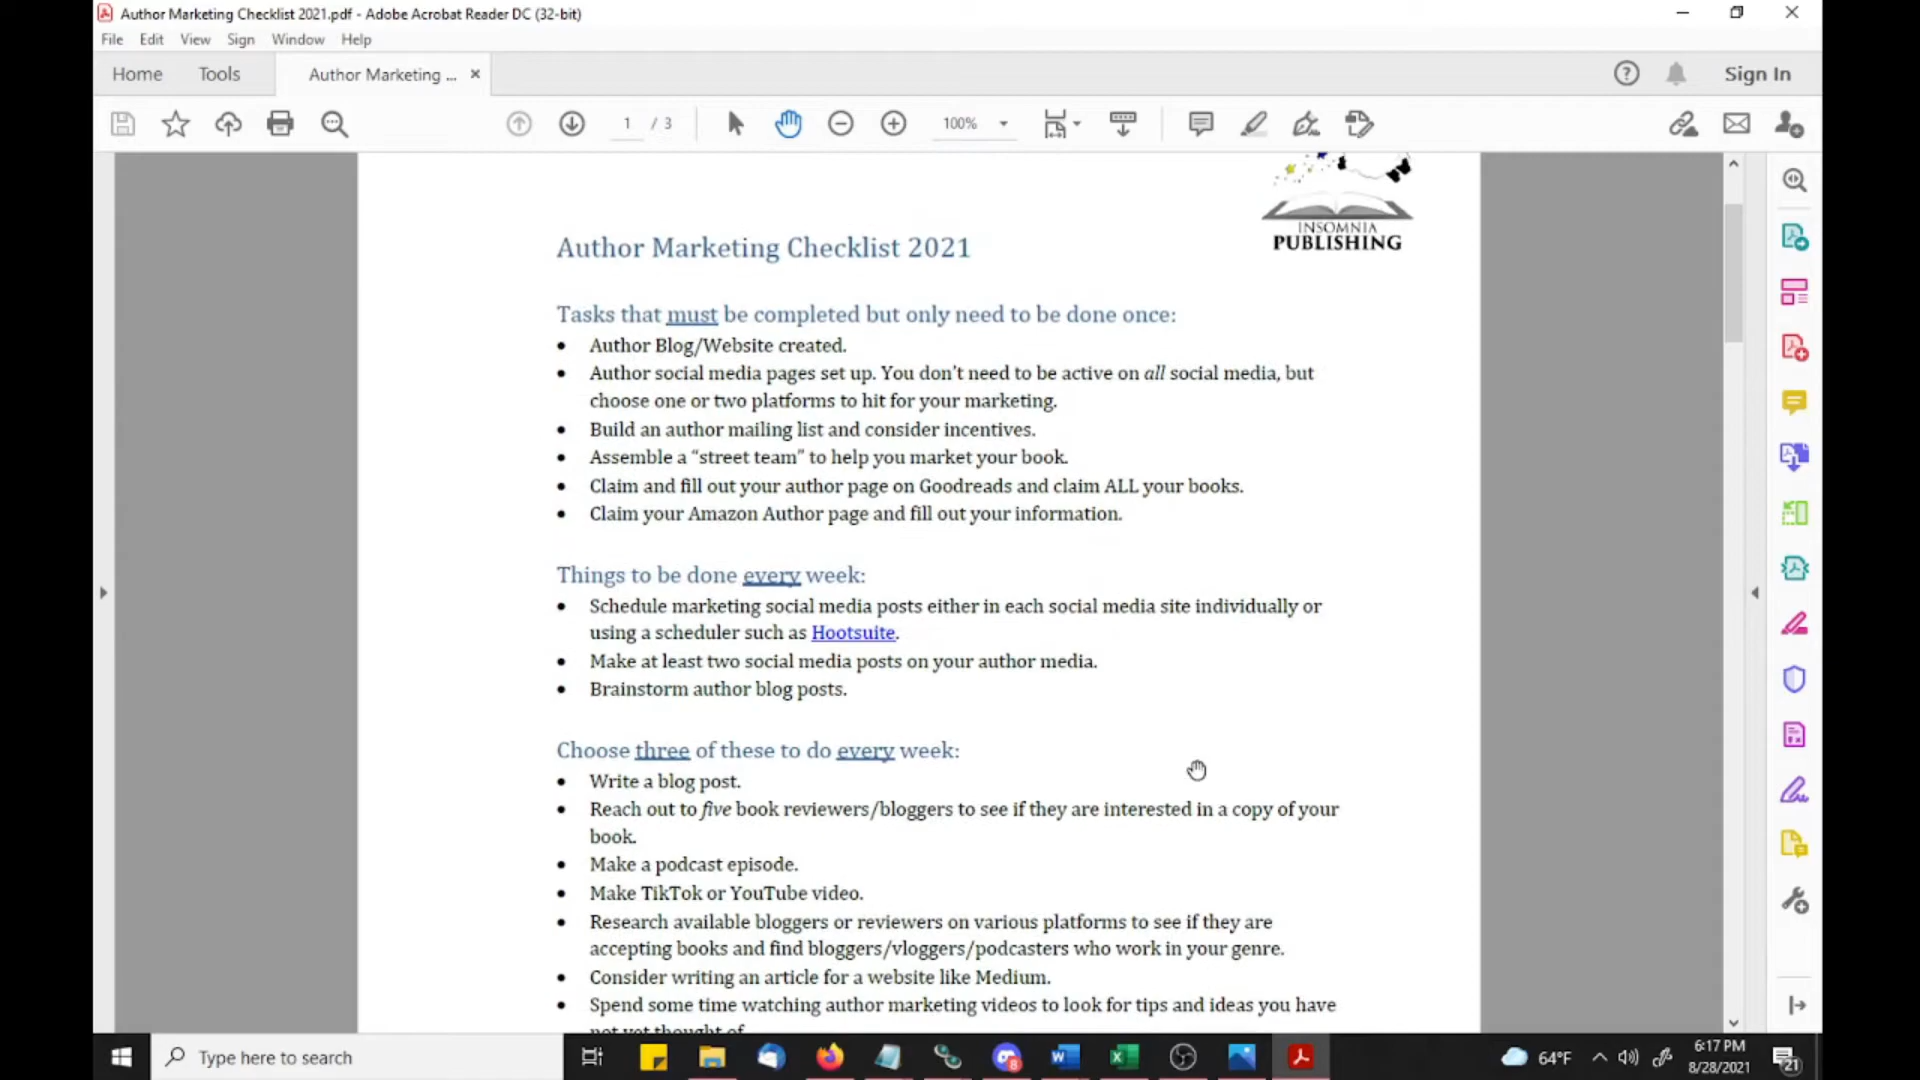 Author Marketing Checklist 2021.pdf - Adobe Acrobat Reader DC (32-bit)
File Edit View Sign Window Help
Home Tools Author Marketing ... × Sign In
1 / 3 100%
INSOMNIA
PUBLISHING
Author Marketing Checklist 2021
Tasks that must be completed but only need to be done once:
• Author Blog/Website created.
• Author social media pages set up. You don’t need to be active on all social media, but
choose one or two platforms to hit for your marketing.
• Build an author mailing list and consider incentives.
• Assemble a “street team” to help you market your book.
• Claim and fill out your author page on Goodreads and claim ALL your books.
• Claim your Amazon Author page and fill out your information.
Things to be done every week:
• Schedule marketing social media posts either in each social media site individually or
using a scheduler such as Hootsuite.
• Make at least two social media posts on your author media.
• Brainstorm author blog posts.
Choose three of these to do every week:
• Write a blog post.
• Reach out to five book reviewers/bloggers to see if they are interested in a copy of your
book.
• Make a podcast episode.
• Make TikTok or YouTube video.
• Research available bloggers or reviewers on various platforms to see if they are
accepting books and find bloggers/vloggers/podcasters who work in your genre.
• Consider writing an article for a website like Medium.
• Spend some time watching author marketing videos to look for tips and ideas you have
not yet thought of.
Type here to search
8
64°F
6:17 PM
8/28/2021
21